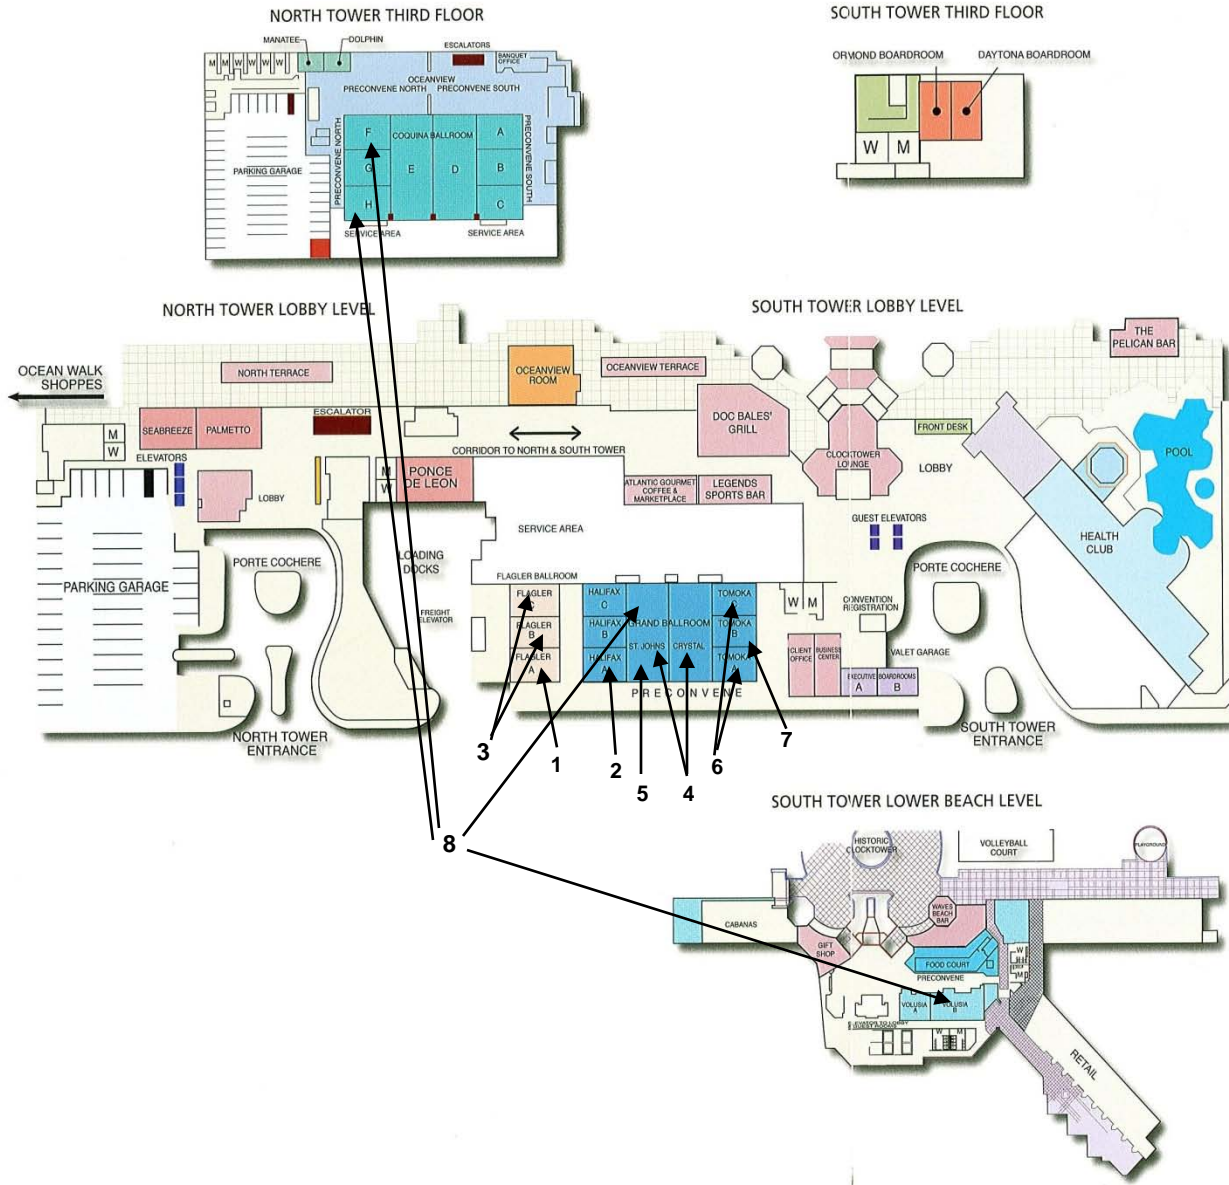 NORTH TOWER THIRD FLOOR
MANATEE
DOLPHIN
ESCALATORS
M M W W W W
BANQUET
OFFICE
OCEANVIEW
PRECONVENE NORTH
PRECONVENE SOUTH
PRECONVENE NORTH
PRECONVENE SOUTH
F
COQUINA BALLROOM
A
G
E
D
B
H
C
PARKING GARAGE
SERVICE AREA
SERVICE AREA
SOUTH TOWER THIRD FLOOR
ORMOND BOARDROOM
DAYTONA BOARDROOM
W
M
NORTH TOWER LOBBY LEVEL
SOUTH TOWER LOBBY LEVEL
OCEAN WALK
SHOPPES
NORTH TERRACE
OCEANVIEW
ROOM
OCEANVIEW TERRACE
THE
PELICAN BAR
SEABREEZE
PALMETTO
ESCALATOR
M
W
ELEVATORS
LOBBY
CORRIDOR TO NORTH & SOUTH TOWER
M
W
PONCE
DE LEON
DOC BALES'
GRILL
CLOCKTOWER
LOUNGE
FRONT DESK
LOBBY
POOL
ATLANTIC GOURMET
COFFEE &
MARKETPLACE
LEGENDS
SPORTS BAR
SERVICE AREA
GUEST ELEVATORS
HEALTH
CLUB
PARKING GARAGE
PORTE COCHERE
LOADING
DOCKS
FREIGHT
ELEVATOR
FLAGLER BALLROOM
FLAGLER
C
FLAGLER
B
FLAGLER
A
HALIFAX
C
HALIFAX
B
HALIFAX
A
GRAND BALLROOM
ST. JOHNS
CRYSTAL
TOMOKA
C
TOMOKA
B
TOMOKA
A
PRECONVENE
W
M
CONVENTION
REGISTRATION
PORTE COCHERE
CLIENT
OFFICE
BUSINESS
CENTER
VALET GARAGE
EXECUTIVE
A
BOARDROOMS
B
NORTH TOWER
ENTRANCE
SOUTH TOWER
ENTRANCE
3
1
2
5
4
6
7
8
SOUTH TOWER LOWER BEACH LEVEL
HISTORIC
CLOCKTOWER
VOLLEYBALL
COURT
PLAYGROUND
CABANAS
GIFT
SHOP
WAVES
BEACH
BAR
FOOD COURT
PRECONVENE
W
M
VOLUSIA
A
VOLUSIA
B
ELEVATOR TO LOBBY
& GUEST ROOMS
W
M
RETAIL